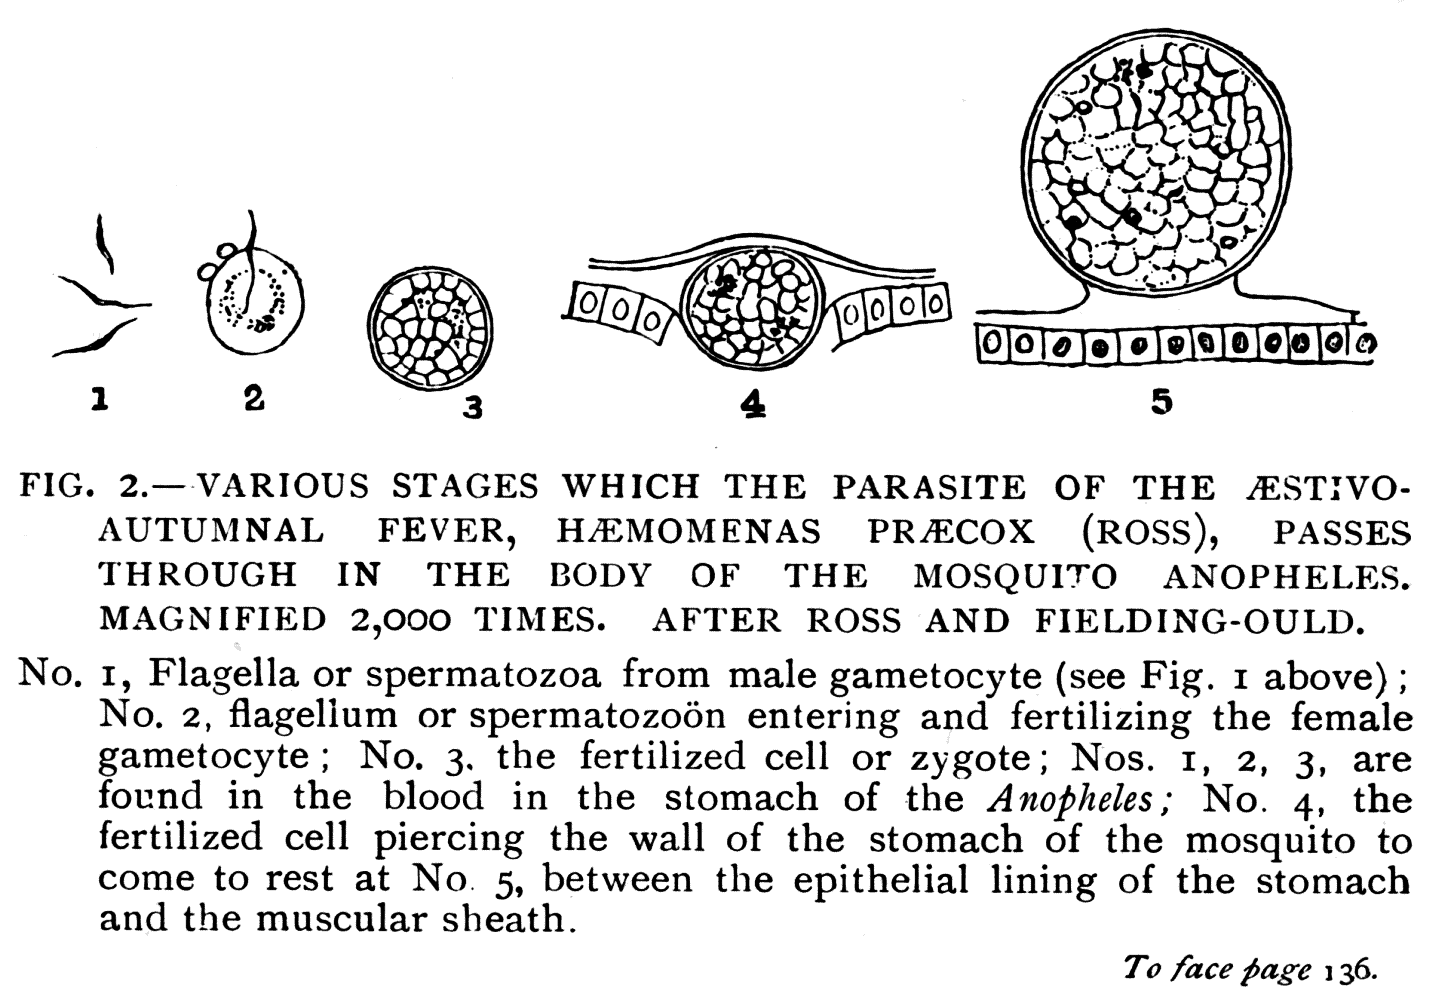 1 2 3 4 5
FIG. 2.—VARIOUS STAGES WHICH THE PARASITE OF THE ÆSTIVO-
AUTUMNAL FEVER, HÆMOMENAS PRÆCOX (ROSS), PASSES
THROUGH IN THE BODY OF THE MOSQUITO ANOPHELES.
MAGNIFIED 2,000 TIMES. AFTER ROSS AND FIELDING-OULD.
No. 1, Flagella or spermatozoa from male gametocyte (see Fig. 1 above);
No. 2, flagellum or spermatozoön entering and fertilizing the female
gametocyte; No. 3, the fertilized cell or zygote; Nos. 1, 2, 3, are
found in the blood in the stomach of the Anopheles; No. 4, the
fertilized cell piercing the wall of the stomach of the mosquito to
come to rest at No. 5, between the epithelial lining of the stomach
and the muscular sheath.
To face page 136.